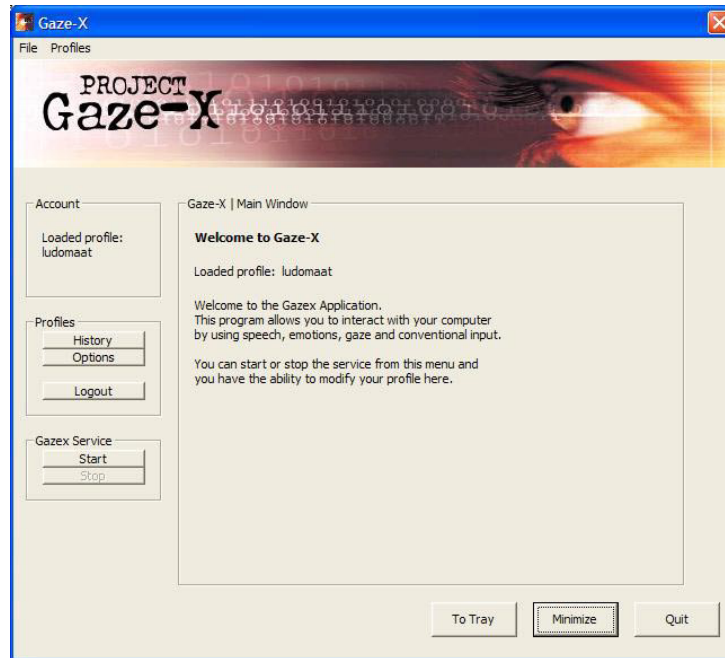 Gaze-X
File Profiles
PROJECT
Gaze-X
Account
Loaded profile:
ludomaat
Profiles
History
Options
Logout
Gazex Service
Start
Stop
Gaze-X | Main Window
Welcome to Gaze-X
Loaded profile: ludomaat
Welcome to the Gazex Application.
This program allows you to interact with your computer
by using speech, emotions, gaze and conventional input.
You can start or stop the service from this menu and
you have the ability to modify your profile here.
To Tray
Minimize
Quit